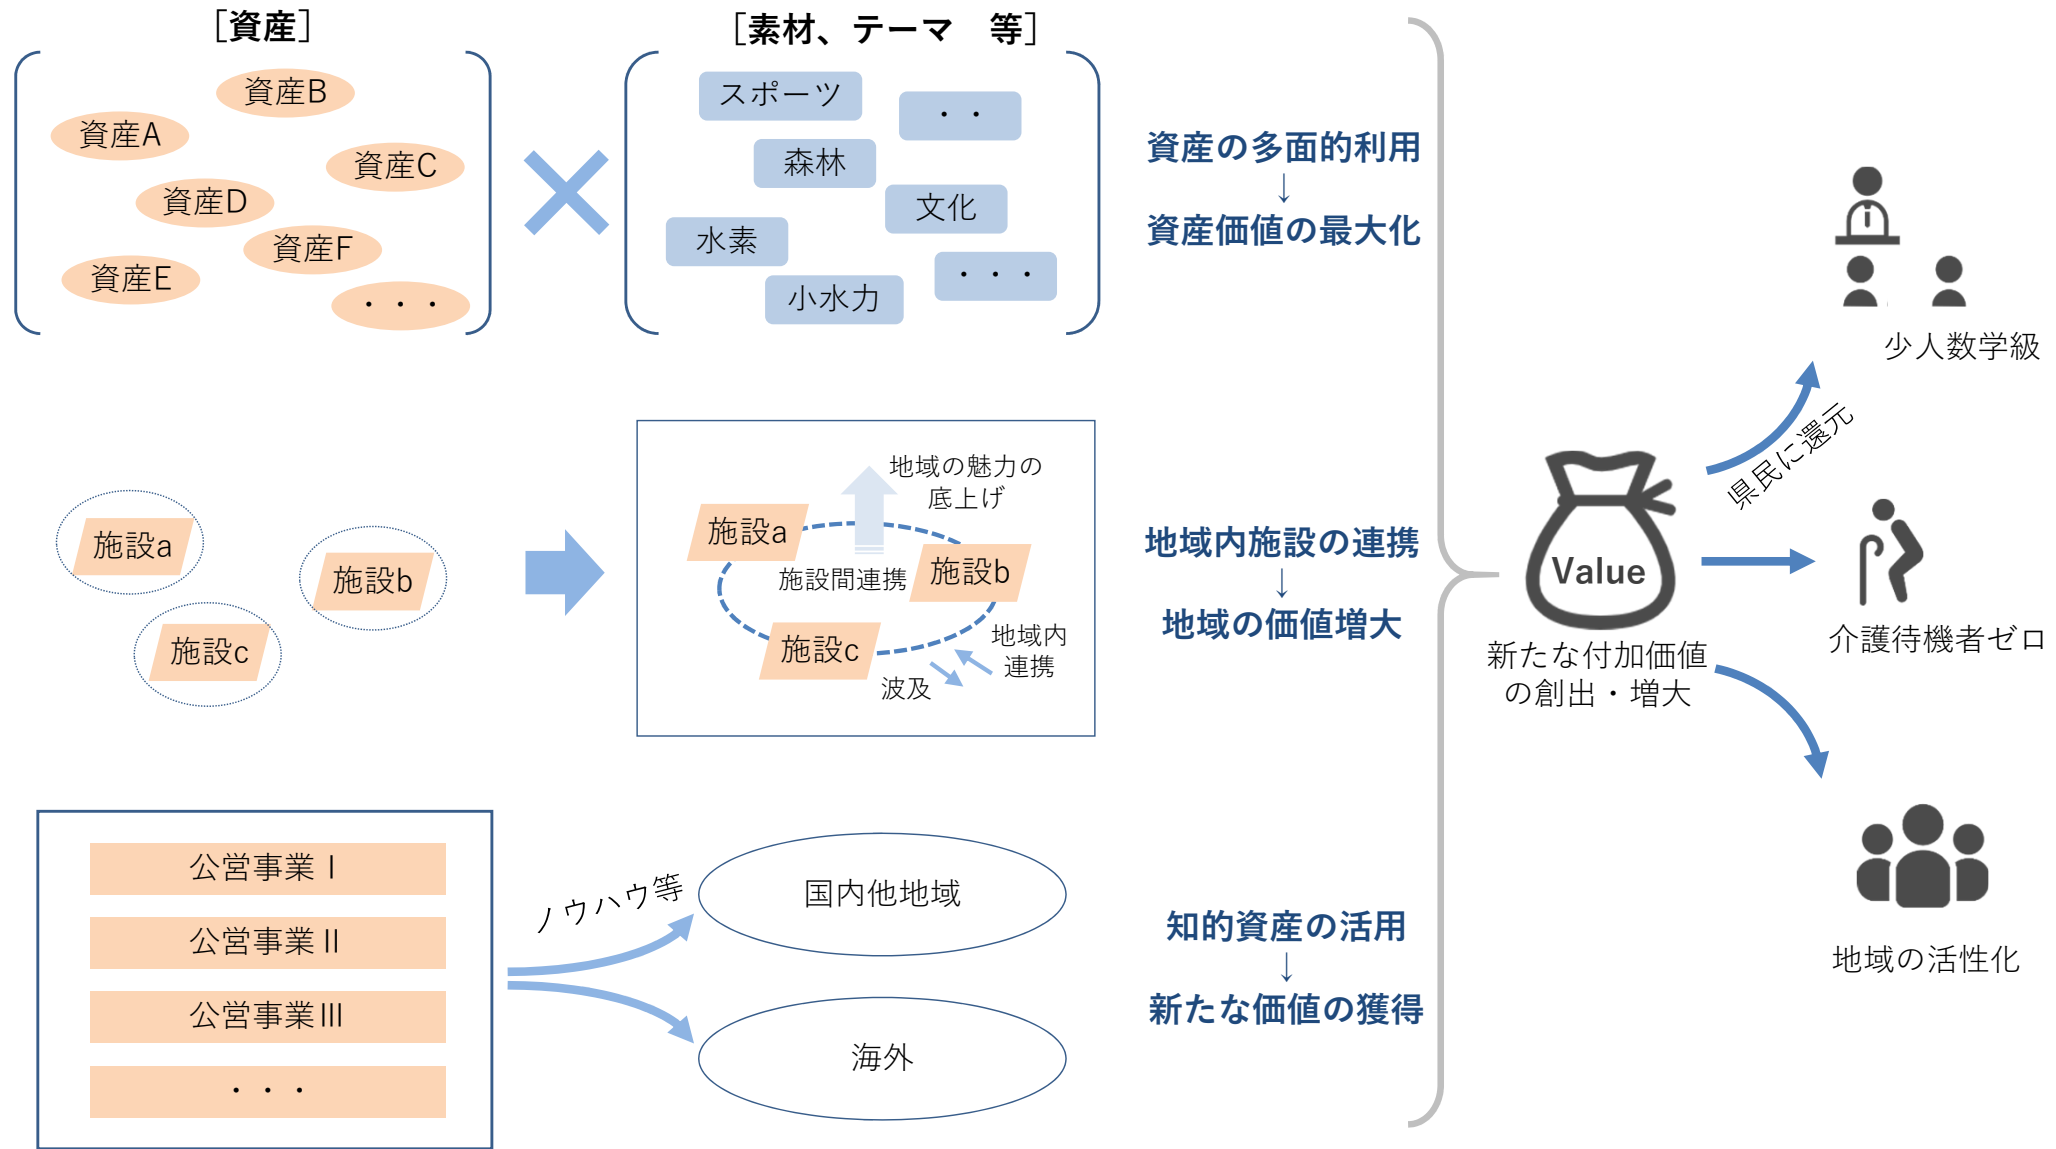 ［資産］
資産A
資産B
資産C
資産D
資産E
資産F
・・・
［素材、テーマ　等］
スポーツ
・・
森林
文化
水素
小水力
・・・
資産の多面的利用
↓
資産価値の最大化
施設a
施設b
施設c
地域の魅力の
底上げ
施設a
施設b
施設間連携
施設c
地域内
連携
波及
地域内施設の連携
↓
地域の価値増大
公営事業Ⅰ
公営事業Ⅱ
公営事業Ⅲ
・・・
ノウハウ等
国内他地域
海外
知的資産の活用
↓
新たな価値の獲得
Value
新たな付加価値
の創出・増大
県民に還元
少人数学級
介護待機者ゼロ
地域の活性化